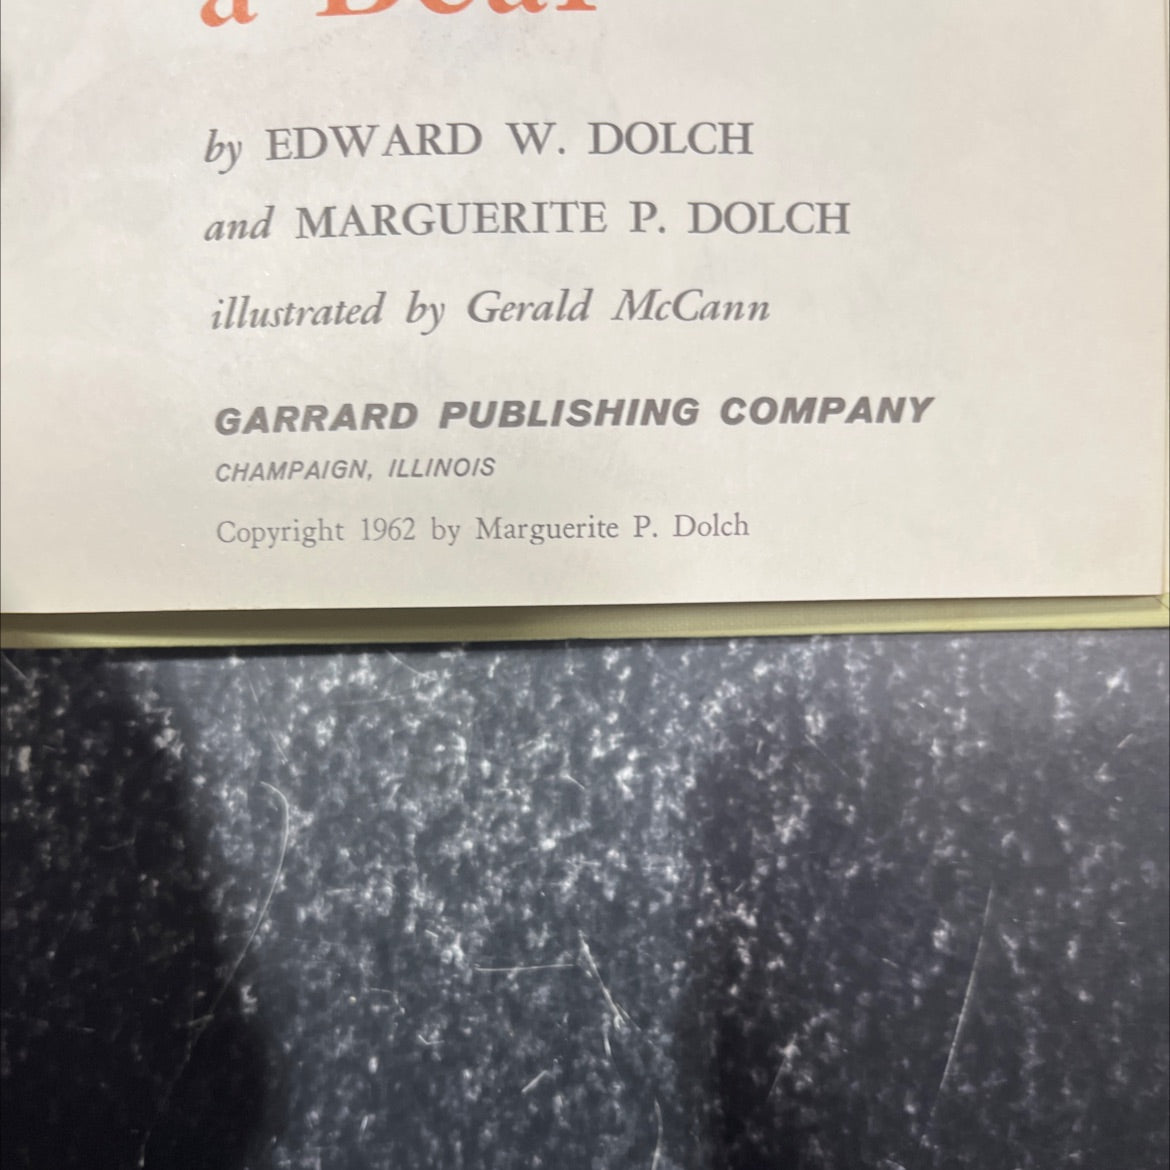 a Bear
by EDWARD W. DOLCH
and MARGUERITE P. DOLCH
illustrated by Gerald McCann
GARRARD PUBLISHING COMPANY
CHAMPAIGN, ILLINOIS
Copyright 1962 by Marguerite P. Dolch